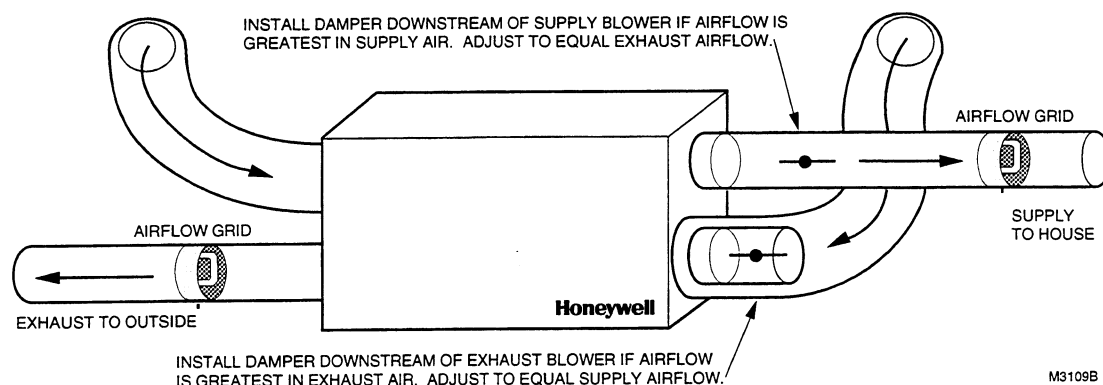 INSTALL DAMPER DOWNSTREAM OF SUPPLY BLOWER IF AIRFLOW IS
GREATEST IN SUPPLY AIR. ADJUST TO EQUAL EXHAUST AIRFLOW.
AIRFLOW GRID
SUPPLY
TO HOUSE
AIRFLOW GRID
EXHAUST TO OUTSIDE
Honeywell
INSTALL DAMPER DOWNSTREAM OF EXHAUST BLOWER IF AIRFLOW
IS GREATEST IN EXHAUST AIR. ADJUST TO EQUAL SUPPLY AIRFLOW.
M3109B